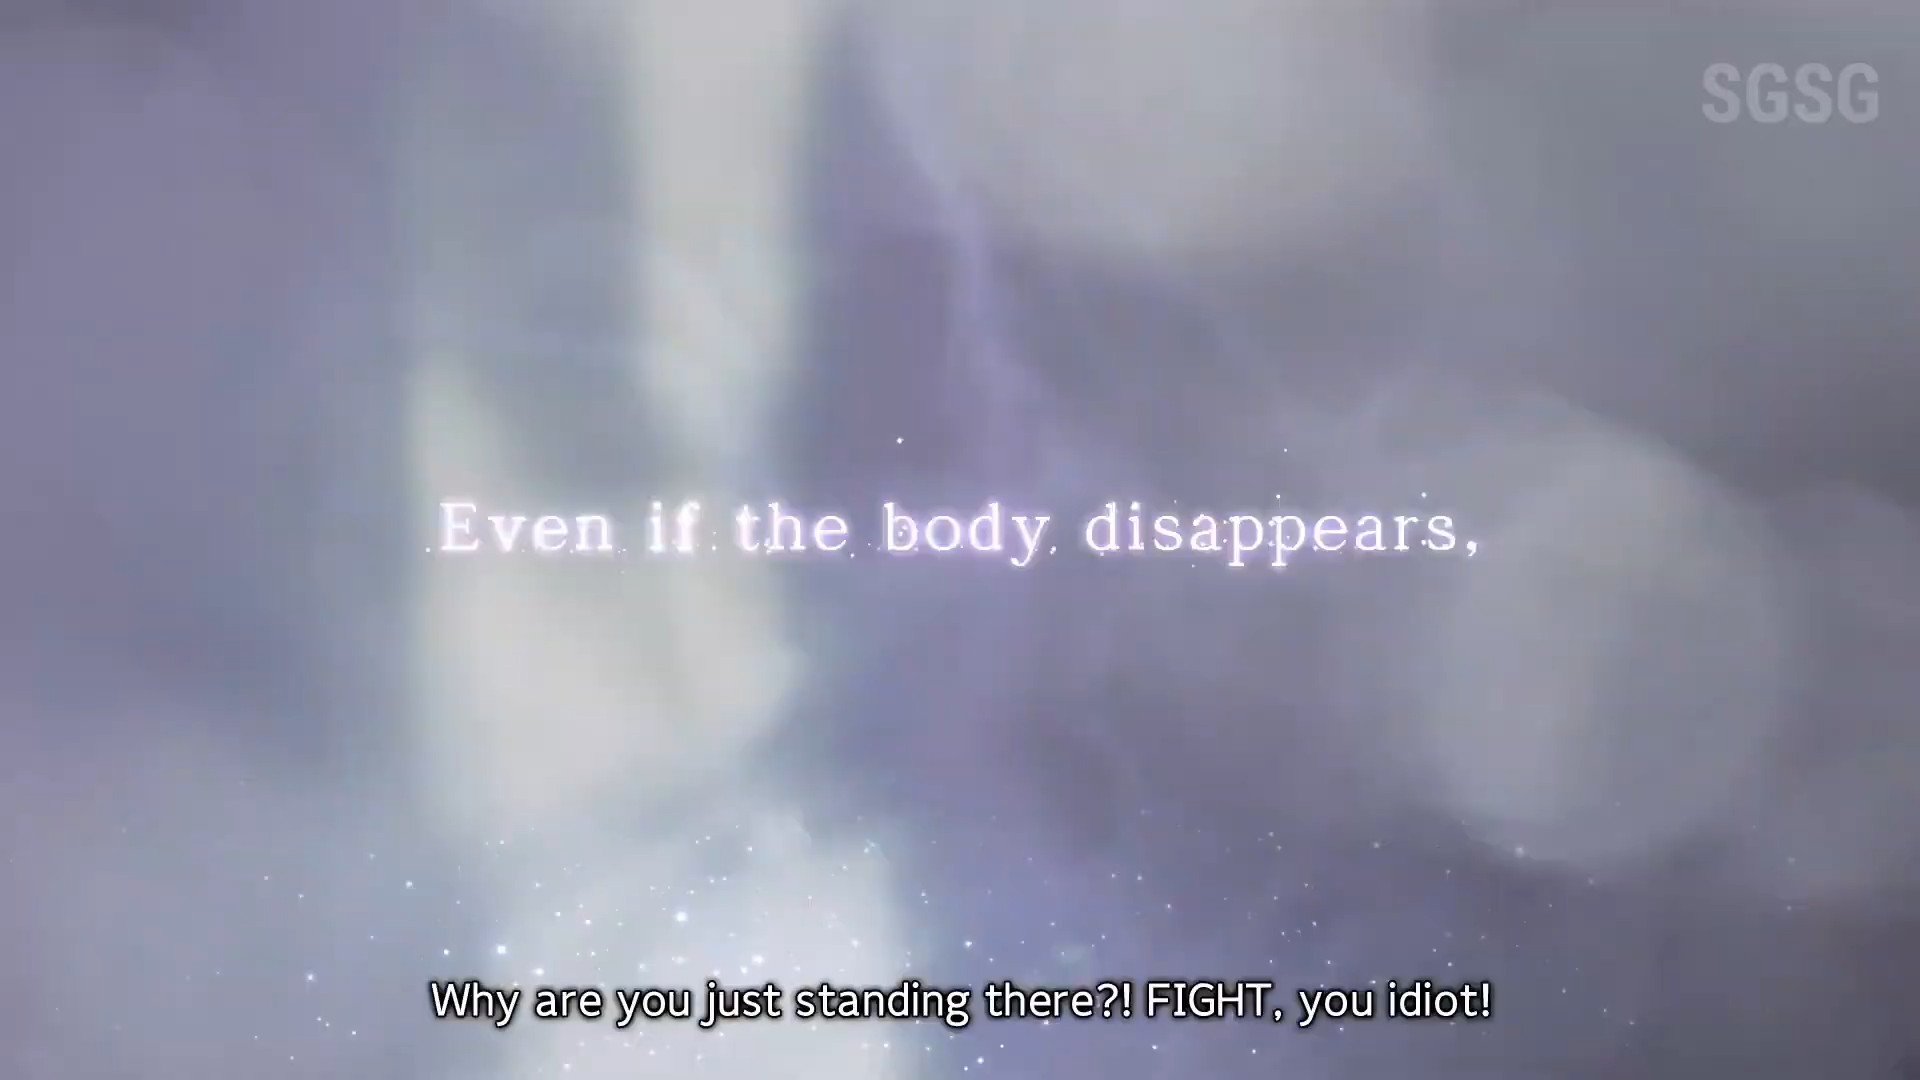 SGSG
Even if the body disappears,
Why are you just standing there?! FIGHT, you idiot!